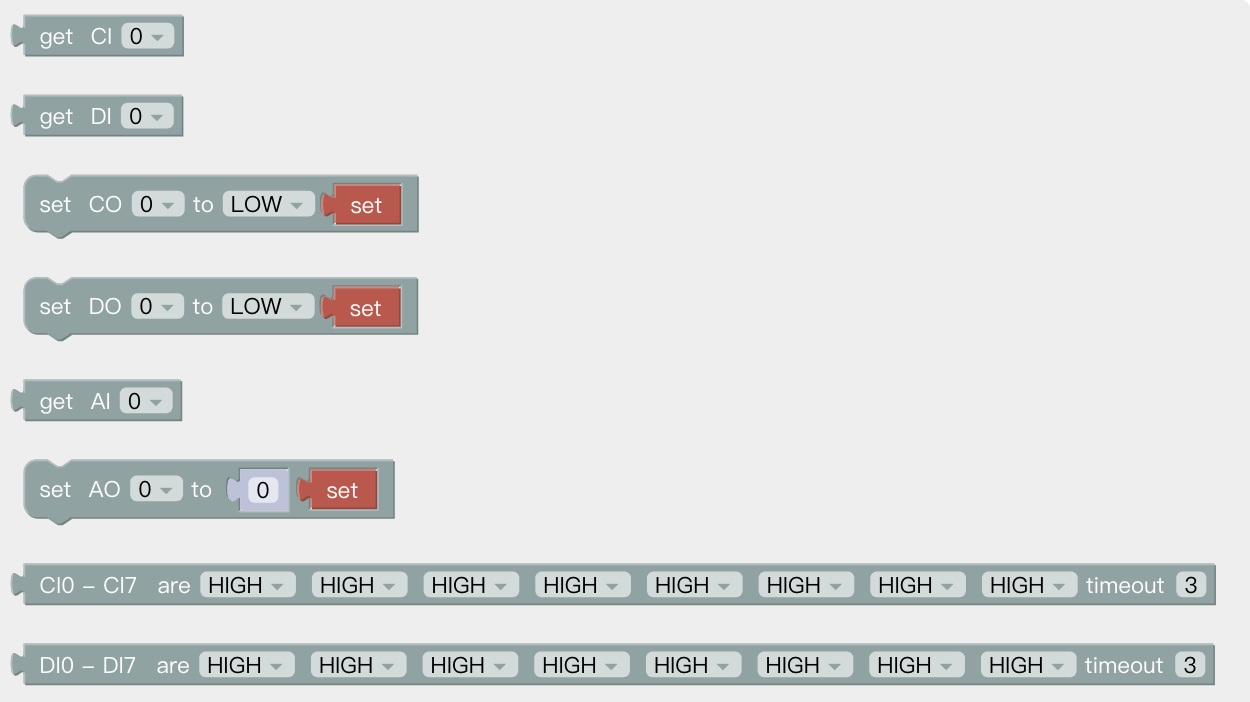 get CI 0
get DI 0
set CO 0 to LOW set
set DO 0 to LOW set
get AI 0
set AO 0 to 0 set
CI0 – CI7 are HIGH HIGH HIGH HIGH HIGH HIGH HIGH HIGH timeout 3
DI0 – DI7 are HIGH HIGH HIGH HIGH HIGH HIGH HIGH HIGH timeout 3